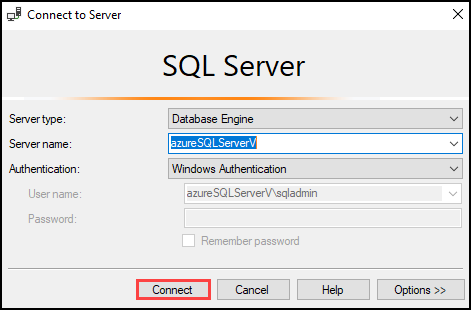 Connect to Server
SQL Server
Server type: Database Engine
Server name: azureSQLServerV
Authentication: Windows Authentication
User name: azureSQLServerV\sqladmin
Password:
Remember password
Connect Cancel Help Options >>